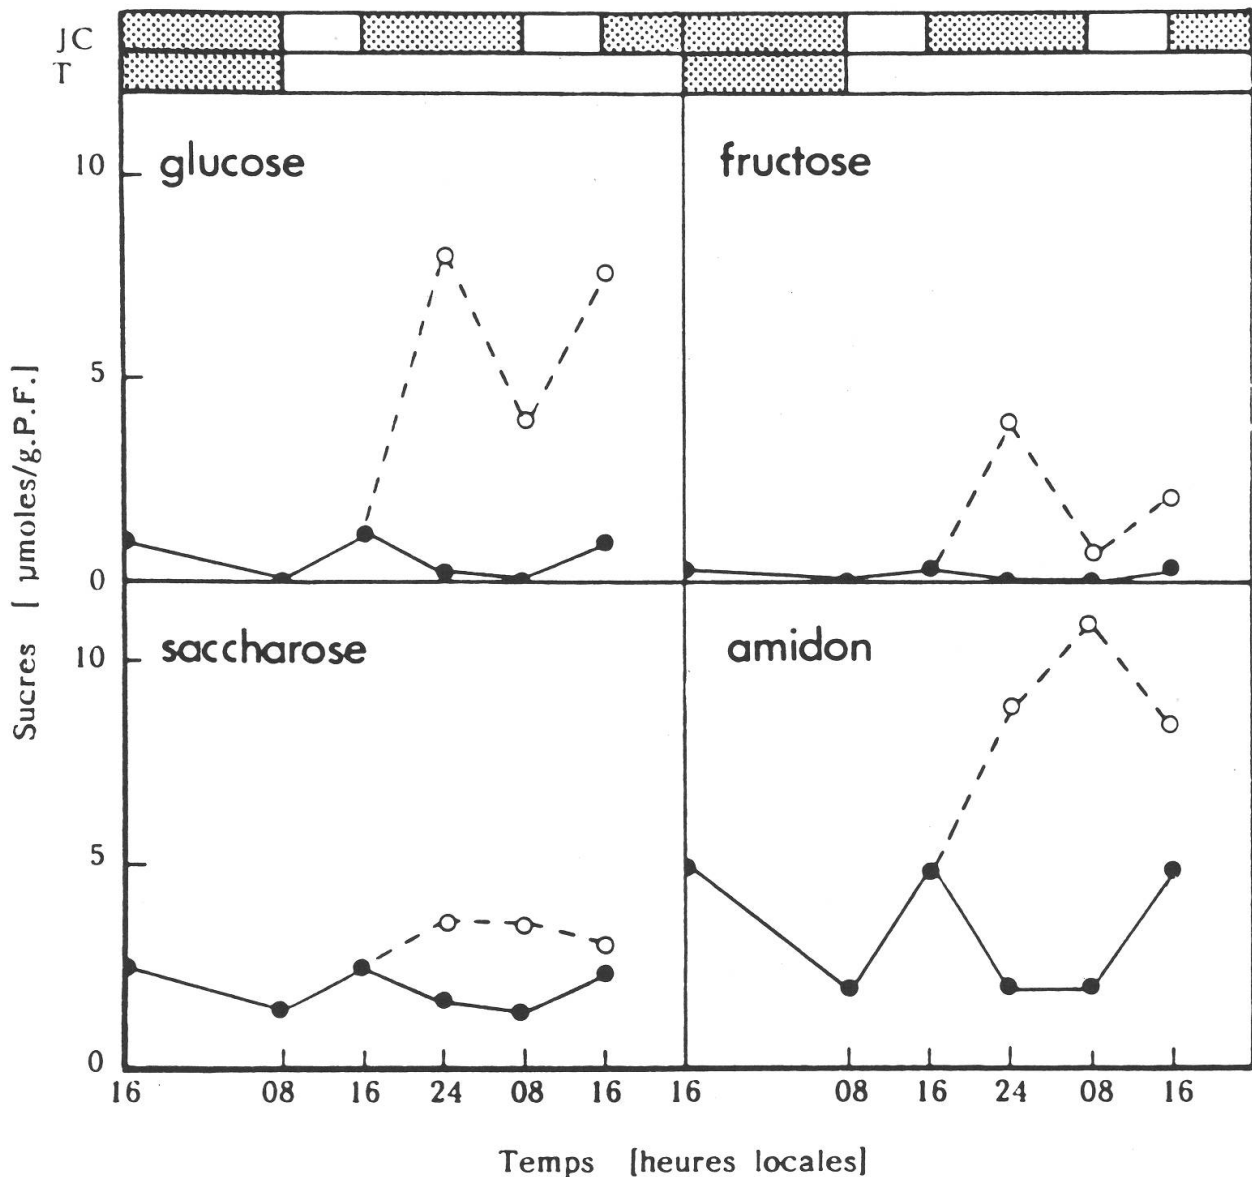 JC
T
glucose
fructose
10
5
0
saccharose
amidon
10
5
0
16 08 16 24 08 16 16 08 16 24 08 16
Sucres [ µmoles/g.P.F.]
Temps [heures locales]